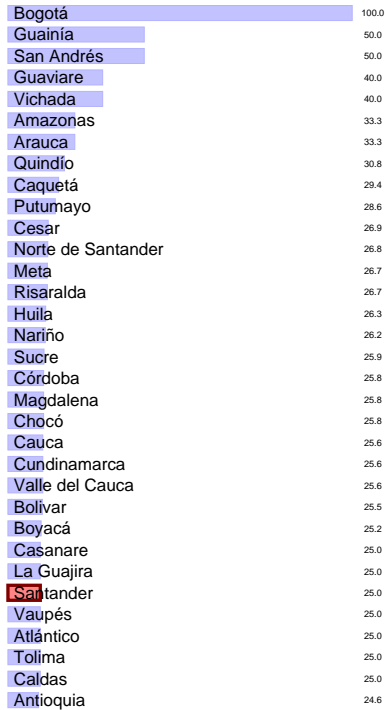 Bogotá 100.0
Guainía 50.0
San Andrés 50.0
Guaviare 40.0
Vichada 40.0
Amazonas 33.3
Arauca 33.3
Quindío 30.8
Caquetá 29.4
Putumayo 28.6
Cesar 26.9
Norte de Santander 26.8
Meta 26.7
Risaralda 26.7
Huila 26.3
Nariño 26.2
Sucre 25.9
Córdoba 25.8
Magdalena 25.8
Chocó 25.8
Cauca 25.6
Cundinamarca 25.6
Valle del Cauca 25.6
Bolivar 25.5
Boyacá 25.2
Casanare 25.0
La Guajira 25.0
Santander 25.0
Vaupés 25.0
Atlántico 25.0
Tolima 25.0
Caldas 25.0
Antioquia 24.6